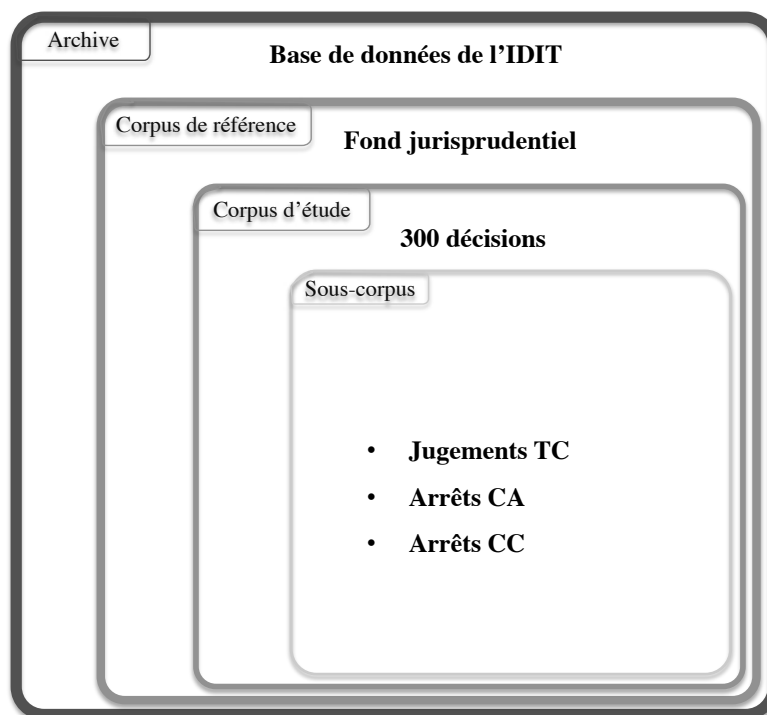 Archive
Base de données de l’IDIT
Corpus de référence
Fond jurisprudentiel
Corpus d’étude
300 décisions
Sous-corpus
• Jugements TC
• Arrêts CA
• Arrêts CC